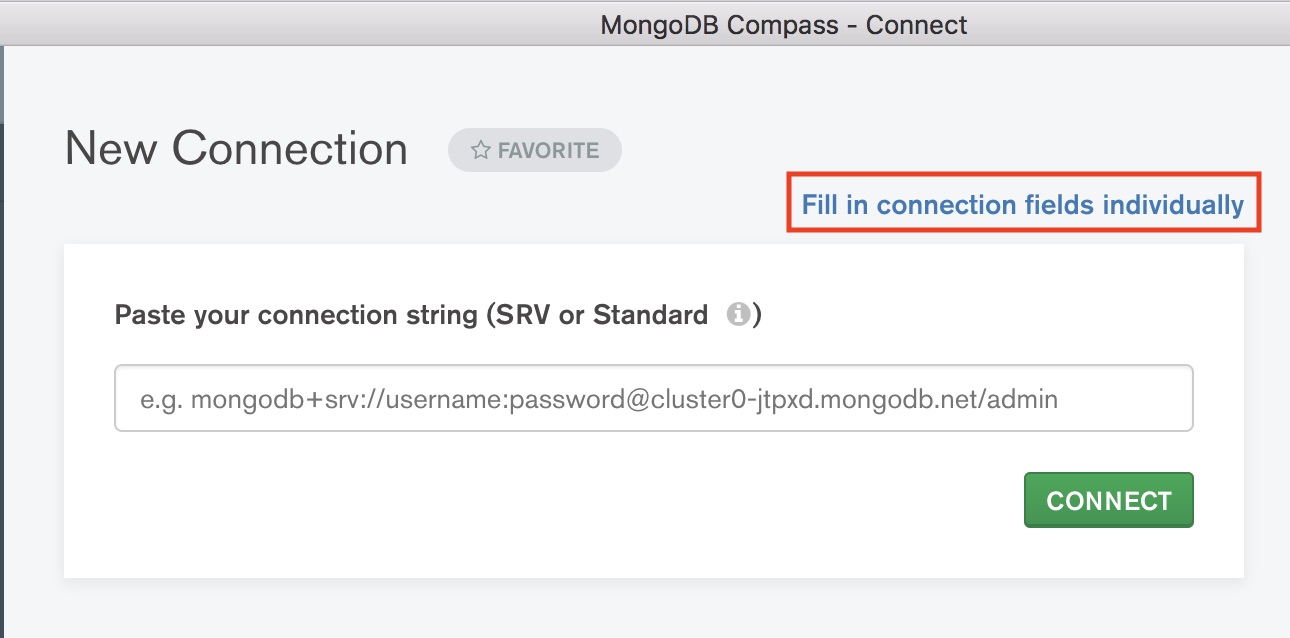 MongoDB Compass - Connect
New Connection
FAVORITE
Fill in connection fields individually
Paste your connection string (SRV or Standard )
e.g. mongodb+srv://username:password@cluster0-jtpxd.mongodb.net/admin
CONNECT